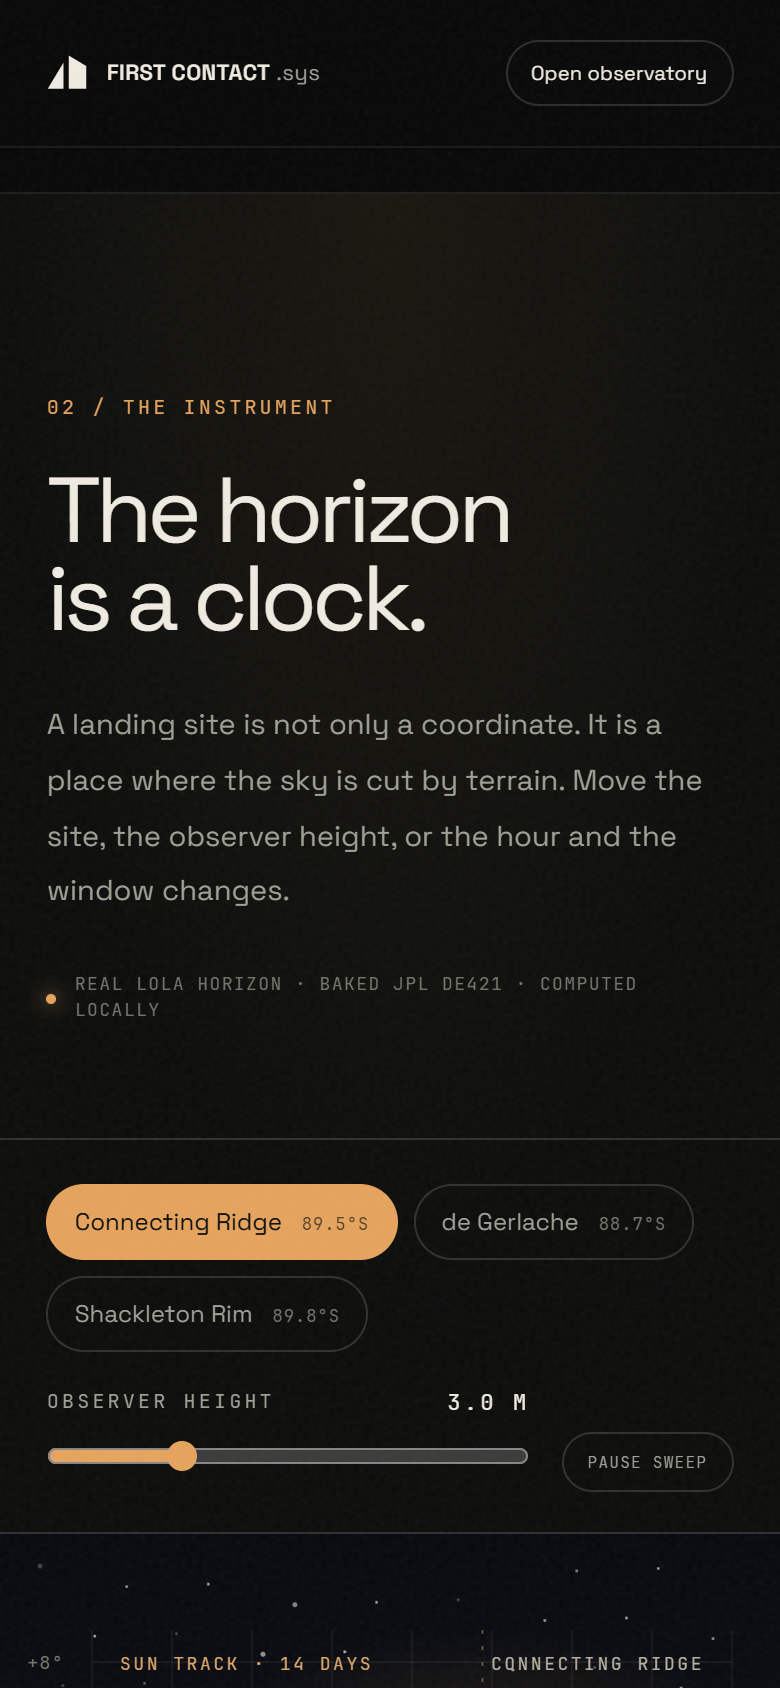 FIRST CONTACT .sys
Open observatory
02 / THE INSTRUMENT
The horizon
is a clock.
A landing site is not only a coordinate. It is a
place where the sky is cut by terrain. Move the
site, the observer height, or the hour and the
window changes.
REAL LOLA HORIZON · BAKED JPL DE421 · COMPUTED
LOCALLY
Connecting Ridge 89.5°S
de Gerlache 88.7°S
Shackleton Rim 89.8°S
OBSERVER HEIGHT 3.0 M
PAUSE SWEEP
+8°
SUN TRACK · 14 DAYS
CONNECTING RIDGE